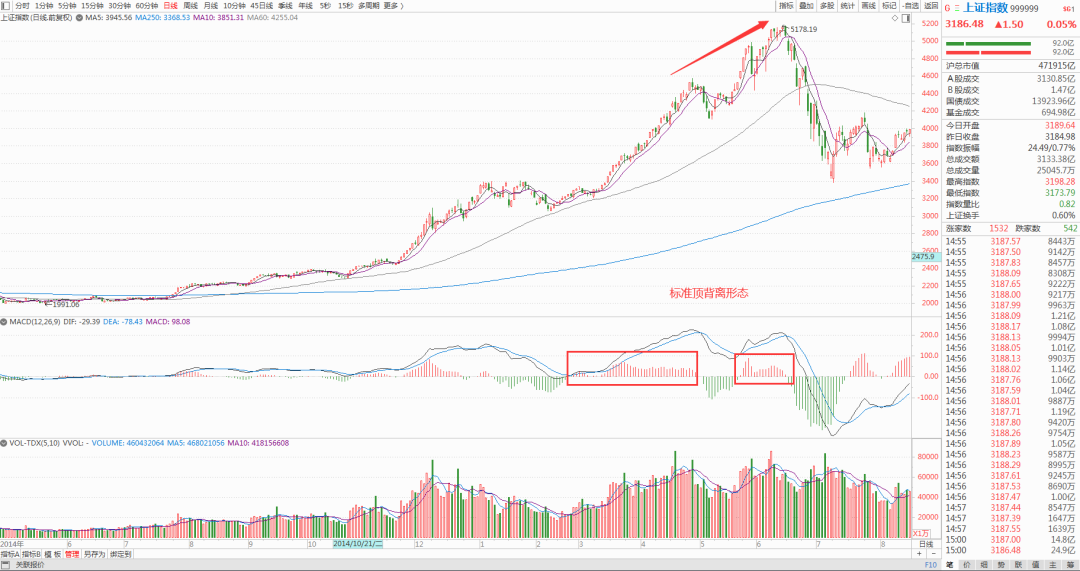 分时 1分钟 5分钟 15分钟 30分钟 60分钟 日线 周线 月线 10分钟 45日线 季线 年线 5秒 15秒 多周期 更多 〉 指标 叠加 多股 统计 画线 标记 -自选 返回
上证指数(日线.前复权) MA5: 3945.56 MA250: 3368.53 MA10: 3851.31 MA60: 4255.04
5178.19
5200
5000
4800
4600
4400
4200
4000
3800
3600
3400
3200
3000
2800
2600
2475.9
2400
2200
2000
标准顶背离形态
←1991.06
MACD(12,26,9) DIF: -29.39 DEA: -78.43 MACD: 98.08
200.0
100.0
0.00
-100.0
VOL-TDX(5,10) VVOL: - VOLUME: 460432064 MA5: 468021056 MA10: 418156608
80000
60000
40000
20000
X1万
2014年 6 7 8 9 10 2014/10/21/二 12 1 2 3 4 5 6 7 8 日线
指标A 指标B 模 板 管理 另存为 绑定到 + -
关联报价 F10 笔 价 细 势 联 值 主 筹
G 上证指数 999999
3186.48 ▲1.50 0.05%
92.0亿
92.0亿
沪总市值 471915亿
A股成交 3130.85亿
B股成交 1.47亿
国债成交 13923.96亿
基金成交 694.98亿
今日开盘 3189.64
昨日收盘 3184.98
指数振幅 24.49/0.77%
总成交额 3133.38亿
总成交量 25045.7万
最高指数 3198.28
最低指数 3173.79
指数量比 0.82
上证换手 0.60%
涨家数 1532 跌家数 542
14:55 3187.57 8443万
14:55 3187.50 9142万
14:55 3187.83 8457万
14:55 3188.09 8308万
14:55 3187.65 9222万
14:56 3188.00 9217万
14:56 3187.99 9963万
14:56 3188.09 1.21亿
14:56 3188.17 1.08亿
14:56 3188.13 9994万
14:56 3188.05 1.01亿
14:56 3188.13 9903万
14:56 3188.02 1.14亿
14:56 3187.76 1.06亿
14:56 3187.59 1.04亿
14:56 3188.01 9887万
14:56 3187.71 1.19亿
14:56 3187.80 9420万
14:56 3188.26 9754万
14:56 3187.89 1.05亿
14:56 3188.23 9587万
14:56 3188.29 8995万
14:56 3187.61 9245万
14:56 3187.53 8690万
14:56 3187.47 1.00亿
14:57 3187.44 8547万
14:57 3187.39 1647万
14:57 3187.55 1639万
15:00 3187.00 14.8亿
15:00 3186.48 24.9亿